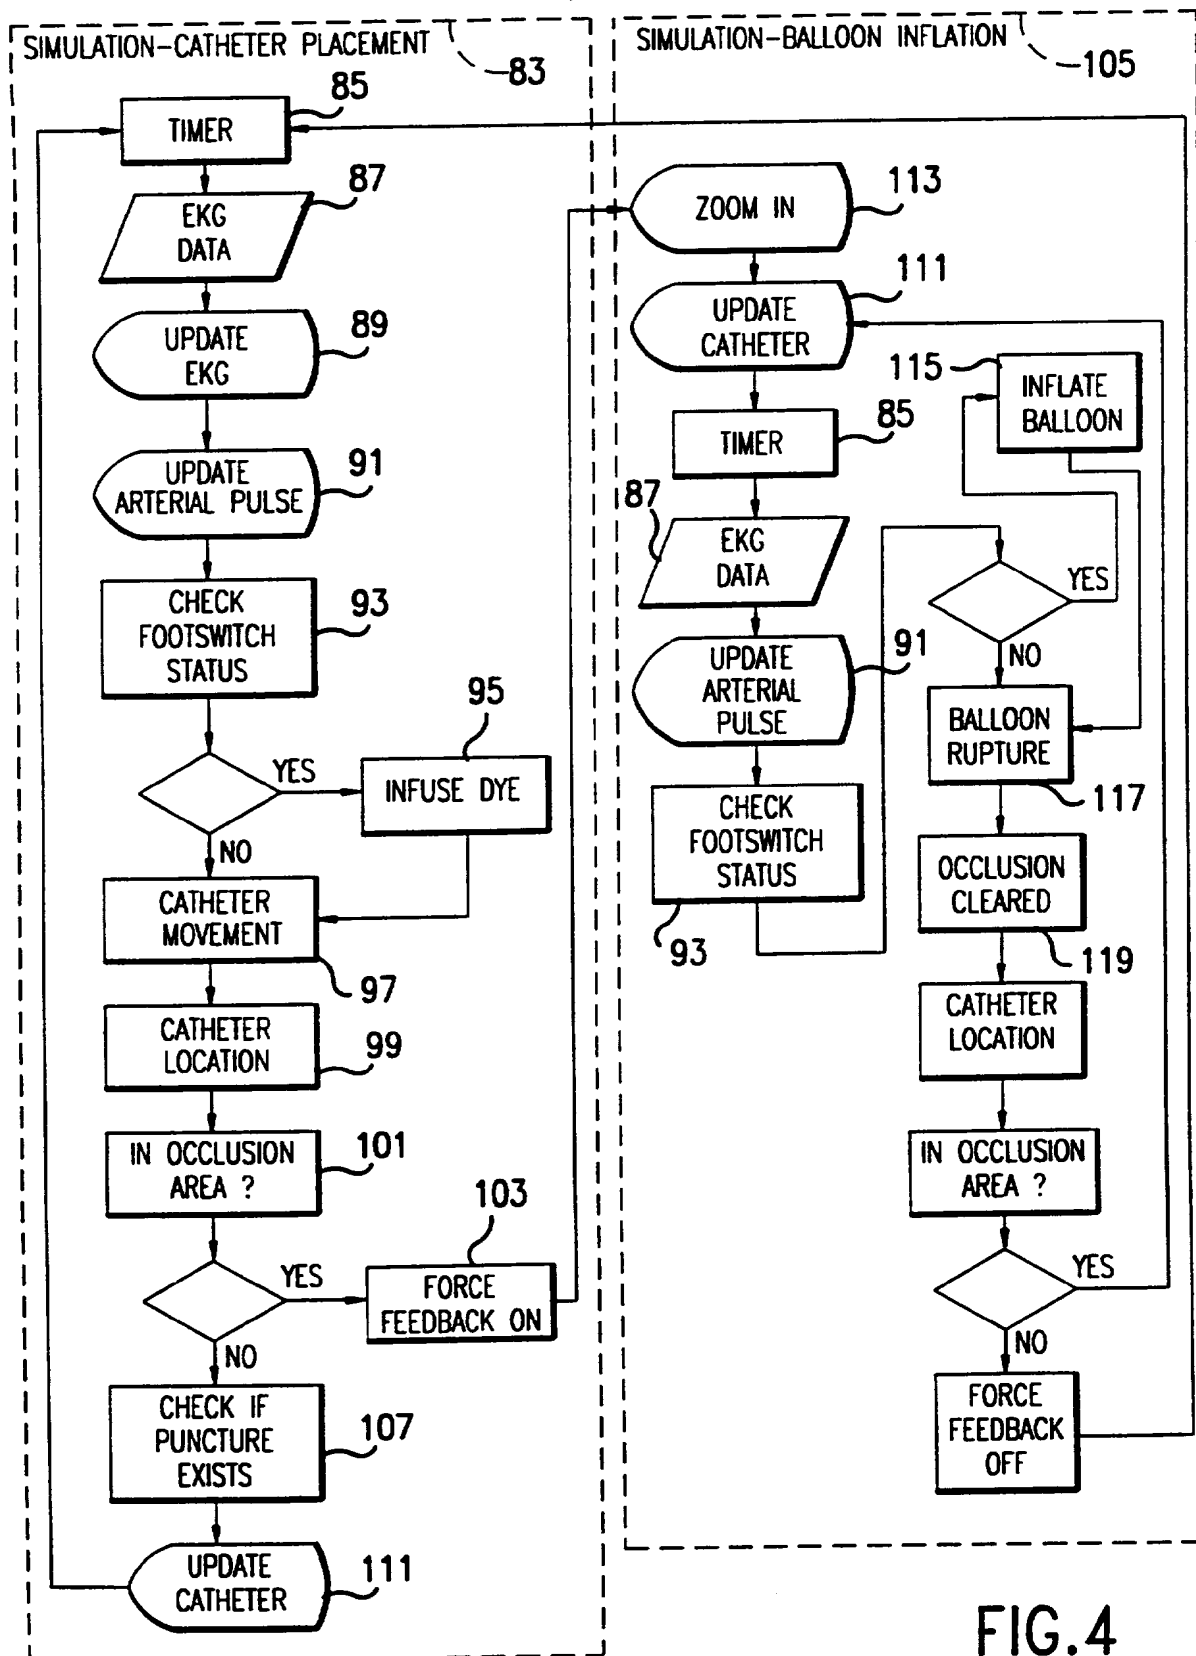 SIMULATION-CATHETER PLACEMENT
83
85
TIMER
87
EKG
DATA
89
UPDATE
EKG
91
UPDATE
ARTERIAL PULSE
CHECK
FOOTSWITCH
STATUS
93
YES
95
INFUSE DYE
NO
CATHETER
MOVEMENT
97
CATHETER
LOCATION
99
IN OCCLUSION
AREA ?
101
YES
103
FORCE
FEEDBACK ON
NO
CHECK IF
PUNCTURE
EXISTS
107
UPDATE
CATHETER
111
SIMULATION-BALLOON INFLATION
105
ZOOM IN
113
UPDATE
CATHETER
111
TIMER
85
87
EKG
DATA
UPDATE
ARTERIAL
PULSE
91
CHECK
FOOTSWITCH
STATUS
93
115
INFLATE
BALLOON
YES
NO
BALLOON
RUPTURE
117
OCCLUSION
CLEARED
119
CATHETER
LOCATION
IN OCCLUSION
AREA ?
YES
NO
FORCE
FEEDBACK
OFF
FIG.4